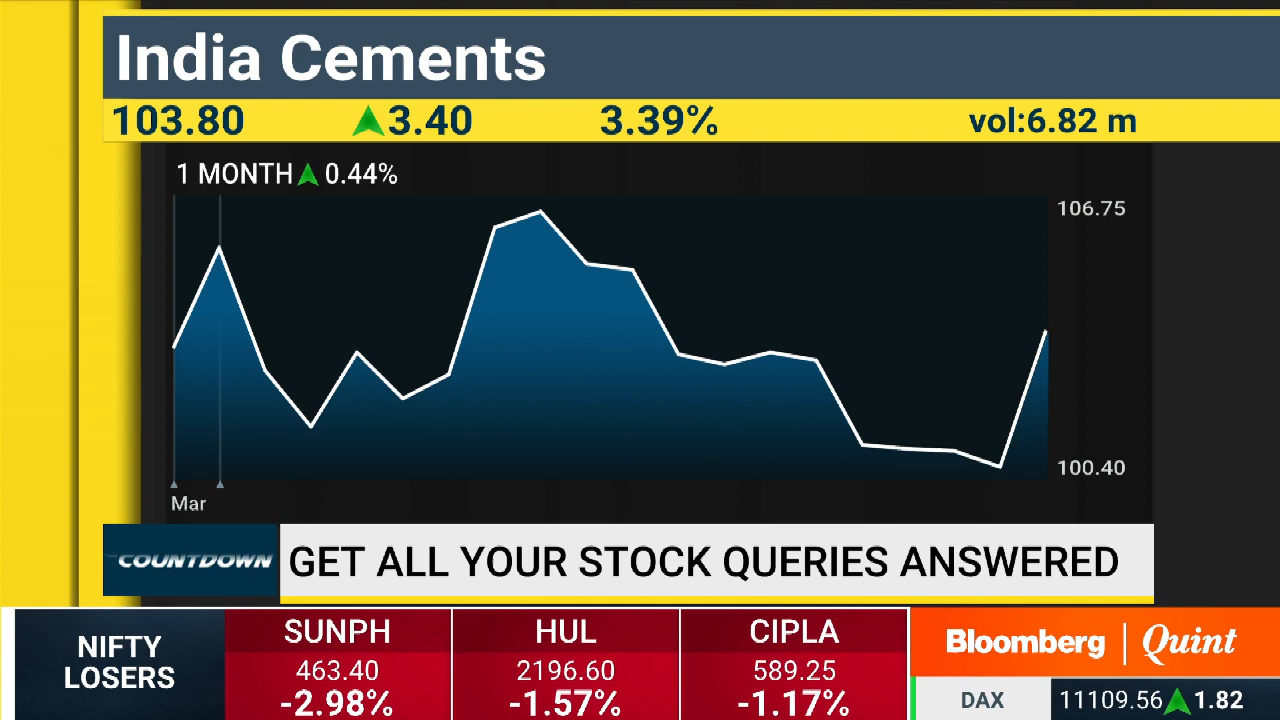 India Cements
103.80 ▲3.40 3.39% vol:6.82 m
1 MONTH▲0.44%
106.75
100.40
Mar
COUNTDOWN
GET ALL YOUR STOCK QUERIES ANSWERED
NIFTY
LOSERS
SUNPH
463.40
-2.98%
HUL
2196.60
-1.57%
CIPLA
589.25
-1.17%
Bloomberg | Quint
DAX 11109.56▲1.82